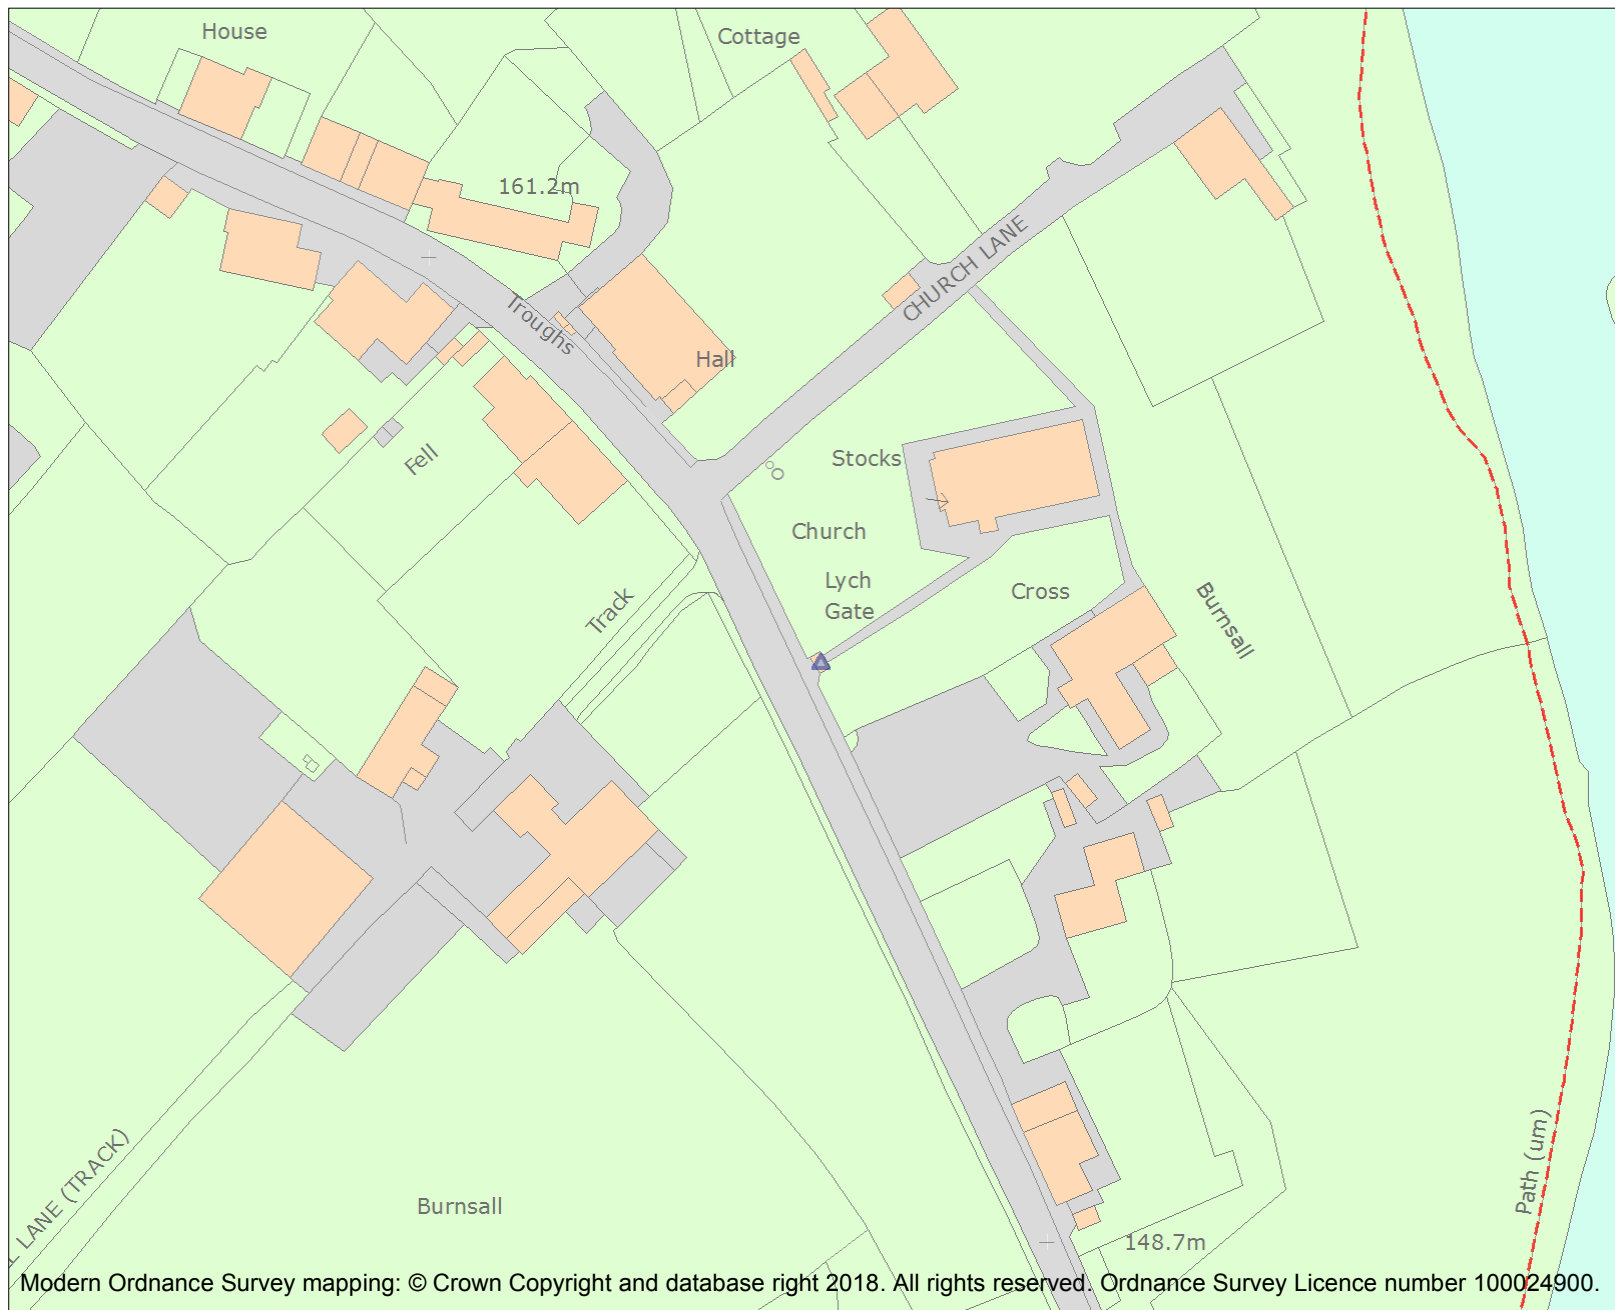 House
Cottage
161.2m
CHURCH LANE
Troughs
Hall
Stocks
Fell
Church
Lych
Gate
Cross
Track
Burnsall
LANE (TRACK)
Burnsall
Path (um)
148.7m
Modern Ordnance Survey mapping: © Crown Copyright and database right 2018. All rights reserved. Ordnance Survey Licence number 100024900.